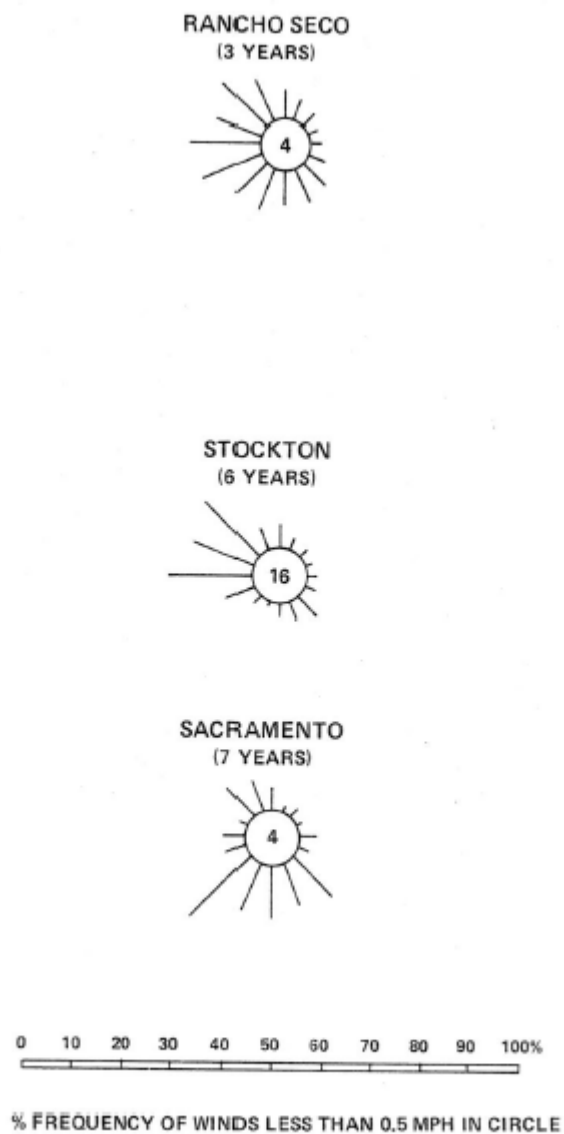 RANCHO SECO
(3 YEARS)
4
STOCKTON
(6 YEARS)
16
SACRAMENTO
(7 YEARS)
4
0 10 20 30 40 50 60 70 80 90 100%
% FREQUENCY OF WINDS LESS THAN 0.5 MPH IN CIRCLE